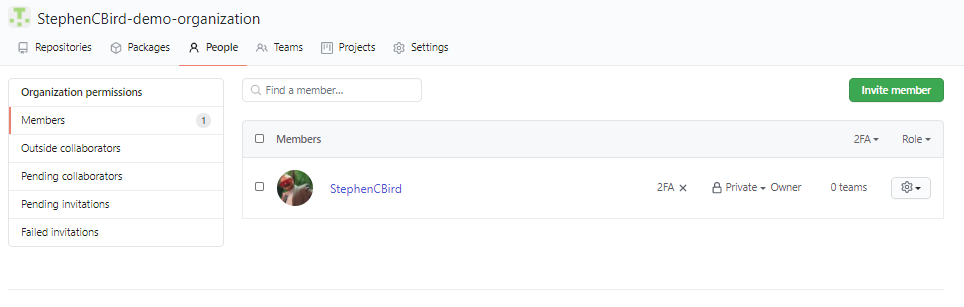 StephenCBird-demo-organization
Repositories Packages People Teams Projects Settings
Organization permissions
Members 1
Outside collaborators
Pending collaborators
Pending invitations
Failed invitations
Find a member...
Invite member
Members 2FA Role
StephenCBird 2FA Private Owner 0 teams